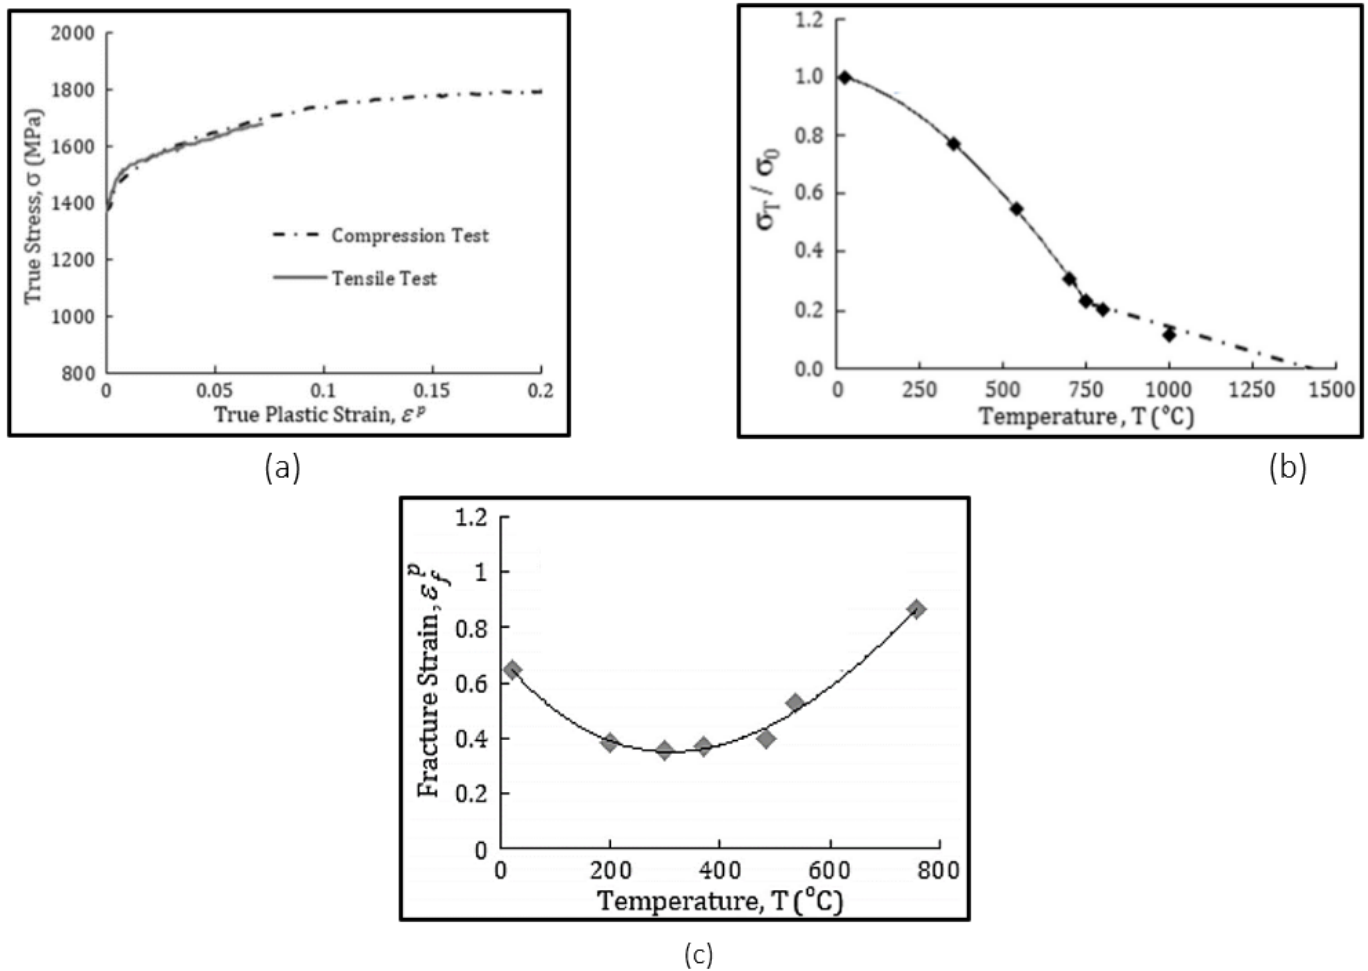 2000
1800
1600
1400
1200
1000
800
True Stress, σ (MPa)
Compression Test
Tensile Test
0 0.05 0.1 0.15 0.2
True Plastic Strain, εᵖ
(a)
1.2
1.0
0.8
0.6
0.4
0.2
0.0
σ_T / σ_0
0 250 500 750 1000 1250 1500
Temperature, T (°C)
(b)
1.2
1
0.8
0.6
0.4
0.2
0
Fracture Strain, ε_f^p
0 200 400 600 800
Temperature, T (°C)
(c)